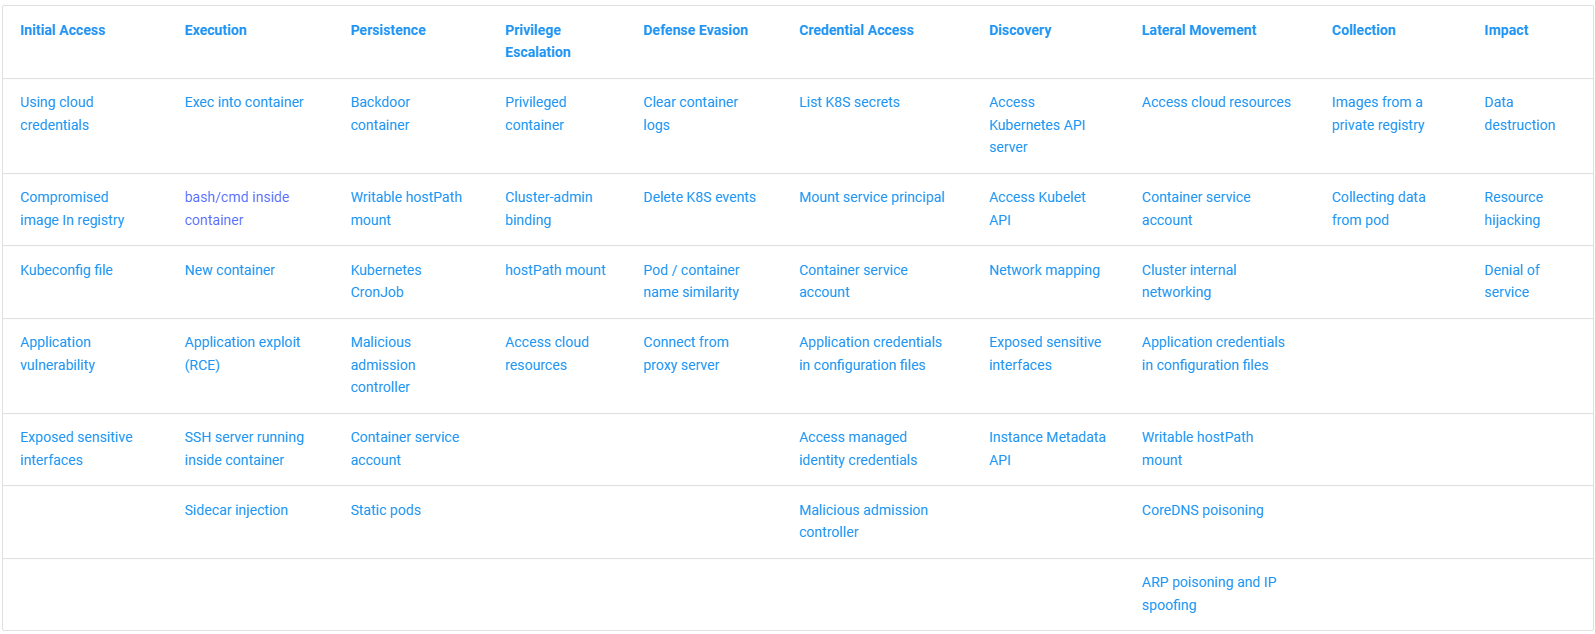 Initial Access
Execution
Persistence
Privilege
Escalation
Defense Evasion
Credential Access
Discovery
Lateral Movement
Collection
Impact
Using cloud
credentials
Exec into container
Backdoor
container
Privileged
container
Clear container
logs
List K8S secrets
Access
Kubernetes API
server
Access cloud resources
Images from a
private registry
Data
destruction
Compromised
image In registry
bash/cmd inside
container
Writable hostPath
mount
Cluster-admin
binding
Delete K8S events
Mount service principal
Access Kubelet
API
Container service
account
Collecting data
from pod
Resource
hijacking
Kubeconfig file
New container
Kubernetes
CronJob
hostPath mount
Pod / container
name similarity
Container service
account
Network mapping
Cluster internal
networking
Denial of
service
Application
vulnerability
Application exploit
(RCE)
Malicious
admission
controller
Access cloud
resources
Connect from
proxy server
Application credentials
in configuration files
Exposed sensitive
interfaces
Application credentials
in configuration files
Exposed sensitive
interfaces
SSH server running
inside container
Container service
account
Access managed
identity credentials
Instance Metadata
API
Writable hostPath
mount
Sidecar injection
Static pods
Malicious admission
controller
CoreDNS poisoning
ARP poisoning and IP
spoofing